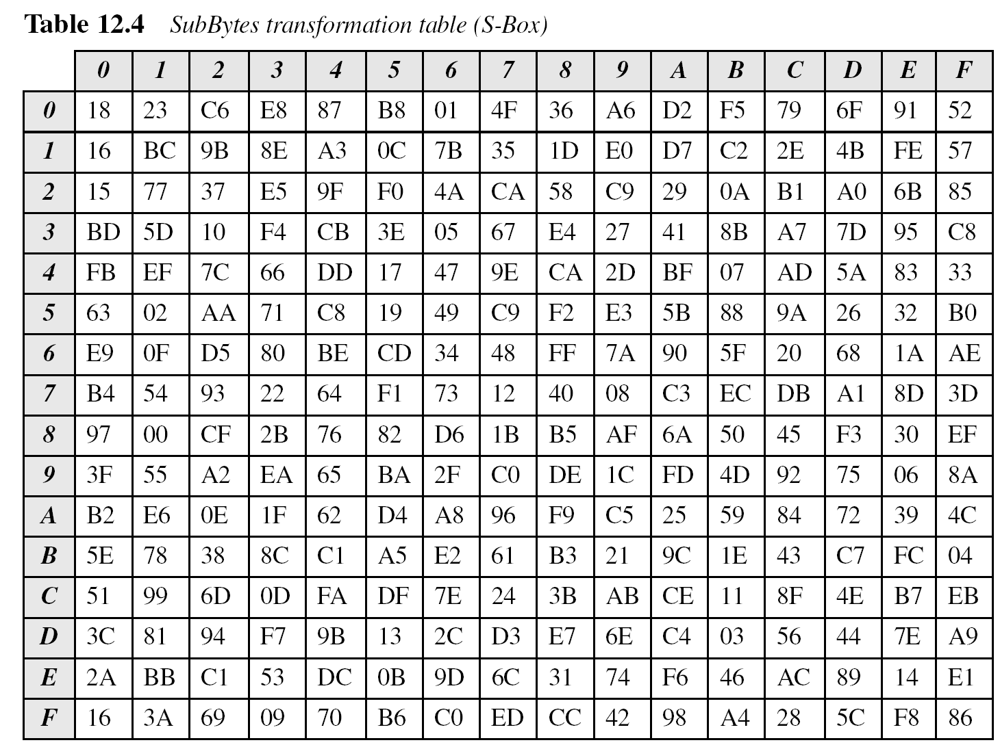 Table 12.4 SubBytes transformation table (S-Box)
0 1 2 3 4 5 6 7 8 9 A B C D E F
0 18 23 C6 E8 87 B8 01 4F 36 A6 D2 F5 79 6F 91 52
1 16 BC 9B 8E A3 0C 7B 35 1D E0 D7 C2 2E 4B FE 57
2 15 77 37 E5 9F F0 4A CA 58 C9 29 0A B1 A0 6B 85
3 BD 5D 10 F4 CB 3E 05 67 E4 27 41 8B A7 7D 95 C8
4 FB EF 7C 66 DD 17 47 9E CA 2D BF 07 AD 5A 83 33
5 63 02 AA 71 C8 19 49 C9 F2 E3 5B 88 9A 26 32 B0
6 E9 0F D5 80 BE CD 34 48 FF 7A 90 5F 20 68 1A AE
7 B4 54 93 22 64 F1 73 12 40 08 C3 EC DB A1 8D 3D
8 97 00 CF 2B 76 82 D6 1B B5 AF 6A 50 45 F3 30 EF
9 3F 55 A2 EA 65 BA 2F C0 DE 1C FD 4D 92 75 06 8A
A B2 E6 0E 1F 62 D4 A8 96 F9 C5 25 59 84 72 39 4C
B 5E 78 38 8C C1 A5 E2 61 B3 21 9C 1E 43 C7 FC 04
C 51 99 6D 0D FA DF 7E 24 3B AB CE 11 8F 4E B7 EB
D 3C 81 94 F7 9B 13 2C D3 E7 6E C4 03 56 44 7E A9
E 2A BB C1 53 DC 0B 9D 6C 31 74 F6 46 AC 89 14 E1
F 16 3A 69 09 70 B6 C0 ED CC 42 98 A4 28 5C F8 86